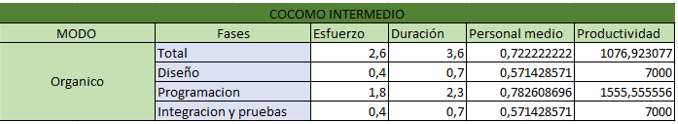 COCOMO INTERMEDIO
MODO Fases Esfuerzo Duración Personal medio Productividad
Organico
Total 2,6 3,6 0,722222222 1076,923077
Diseño 0,4 0,7 0,571428571 7000
Programacion 1,8 2,3 0,782608696 1555,555556
Integracion y pruebas 0,4 0,7 0,571428571 7000